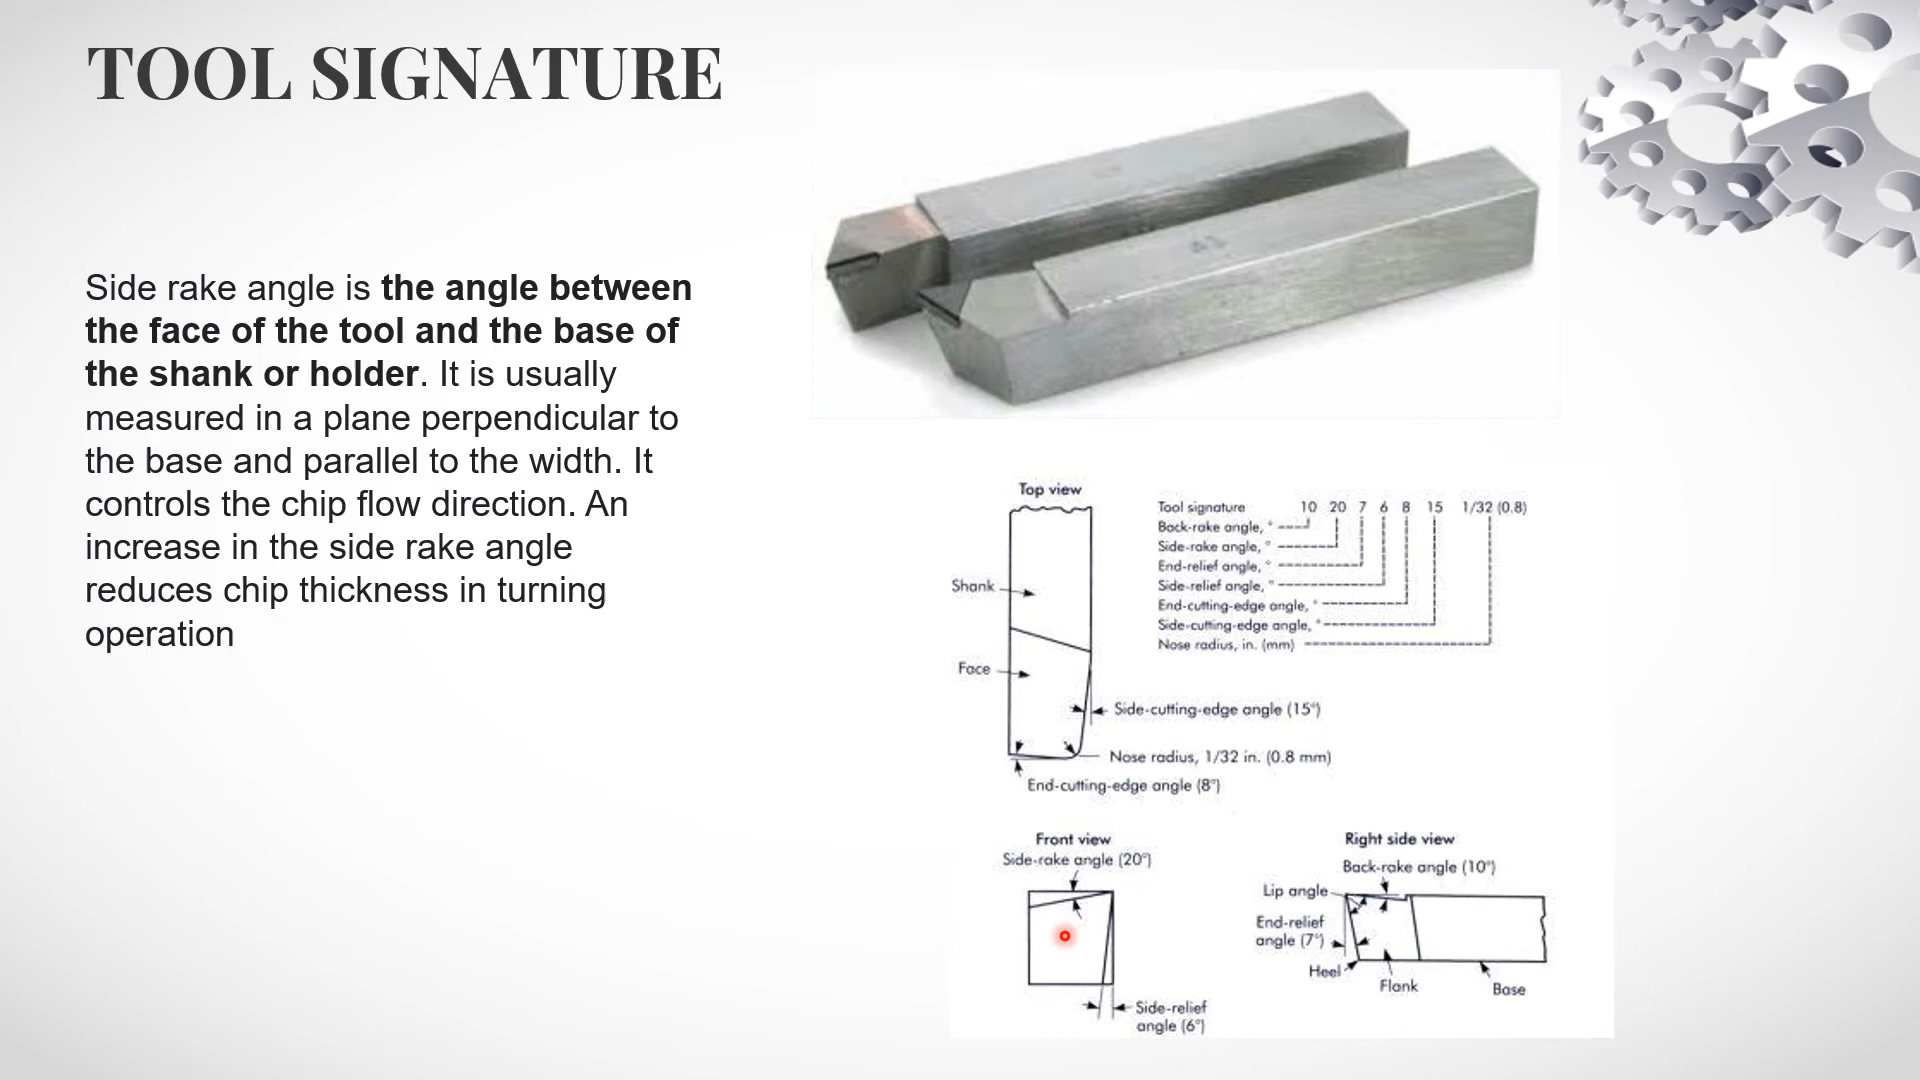 TOOL SIGNATURE
Side rake angle is the angle between
the face of the tool and the base of
the shank or holder. It is usually
measured in a plane perpendicular to
the base and parallel to the width. It
controls the chip flow direction. An
increase in the side rake angle
reduces chip thickness in turning
operation
Top view
Shank
Face
Tool signature 10 20 7 6 8 15 1/32 (0.8)
Back-rake angle, °
Side-rake angle, °
End-relief angle, °
Side-relief angle, °
End-cutting-edge angle, °
Side-cutting-edge angle, °
Nose radius, in. (mm)
Side-cutting-edge angle (15°)
Nose radius, 1/32 in. (0.8 mm)
End-cutting-edge angle (8°)
Front view
Side-rake angle (20°)
Side-relief
angle (6°)
Right side view
Back-rake angle (10°)
Lip angle
End-relief
angle (7°)
Heel
Flank
Base